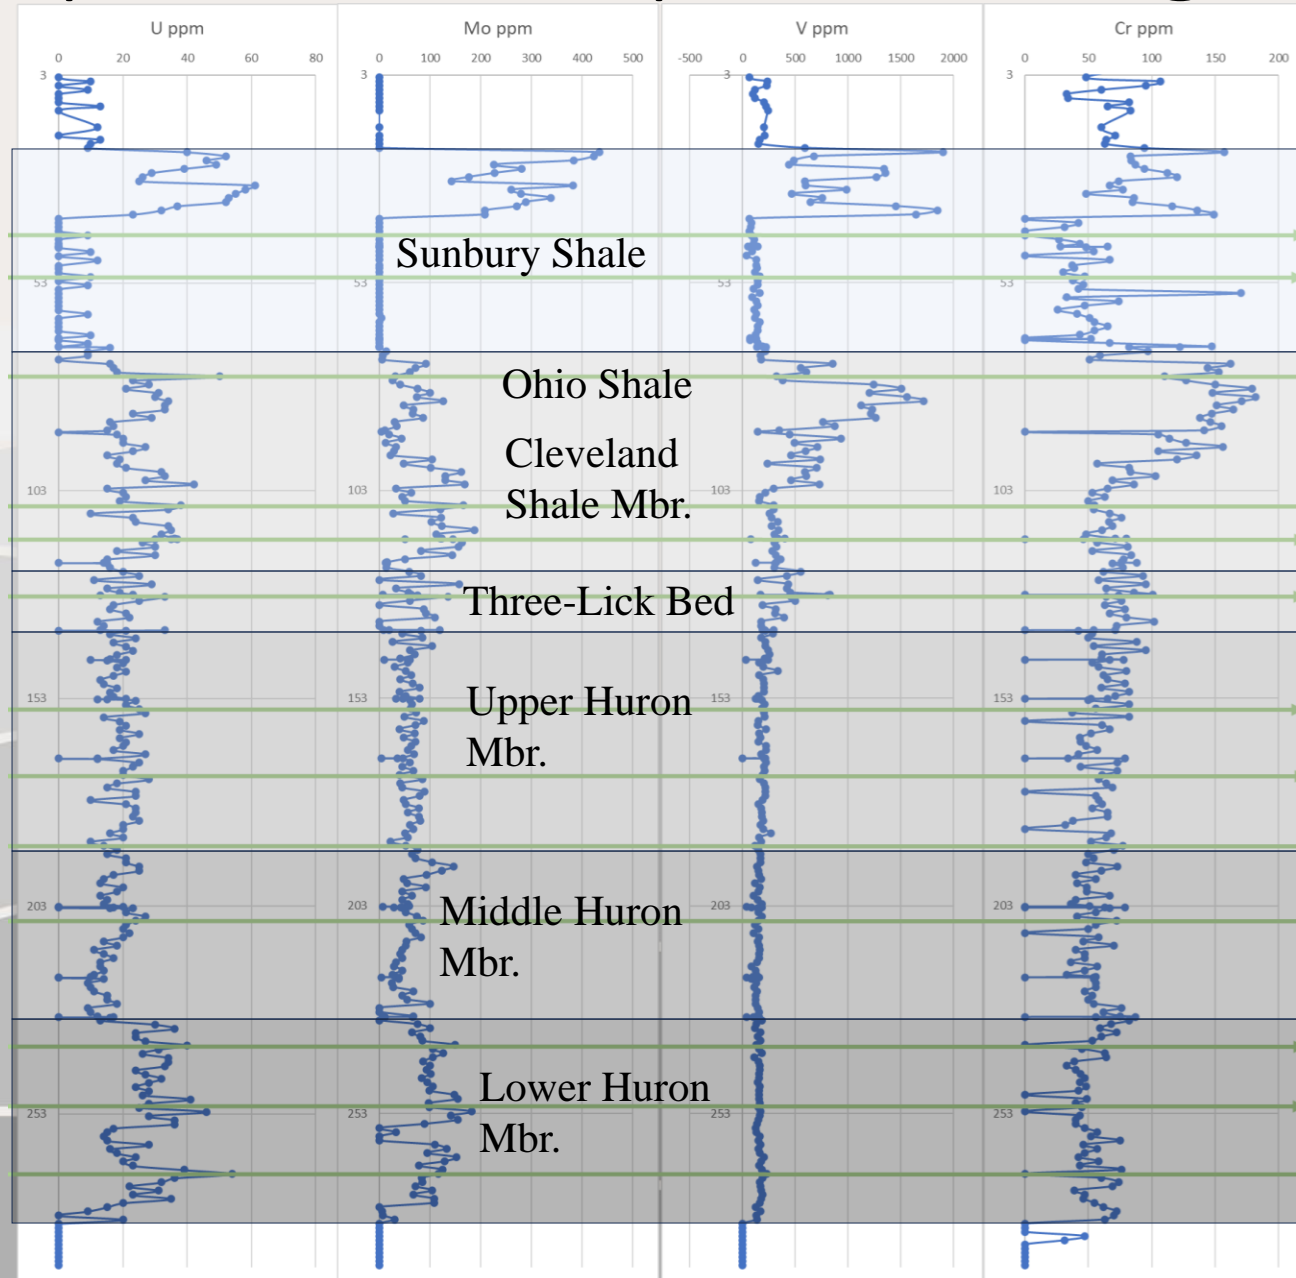 U ppm
Mo ppm
V ppm
Cr ppm
0 20 40 60 80
0 100 200 300 400 500
-500 0 500 1000 1500 2000
0 50 100 150 200
3 3 3 3
Sunbury Shale
53 53 53 53
Ohio Shale
Cleveland
Shale Mbr.
103 103 103 103
Three-Lick Bed
153 153 153 153
Upper Huron
Mbr.
203 203 203 203
Middle Huron
Mbr.
253 253 253 253
Lower Huron
Mbr.